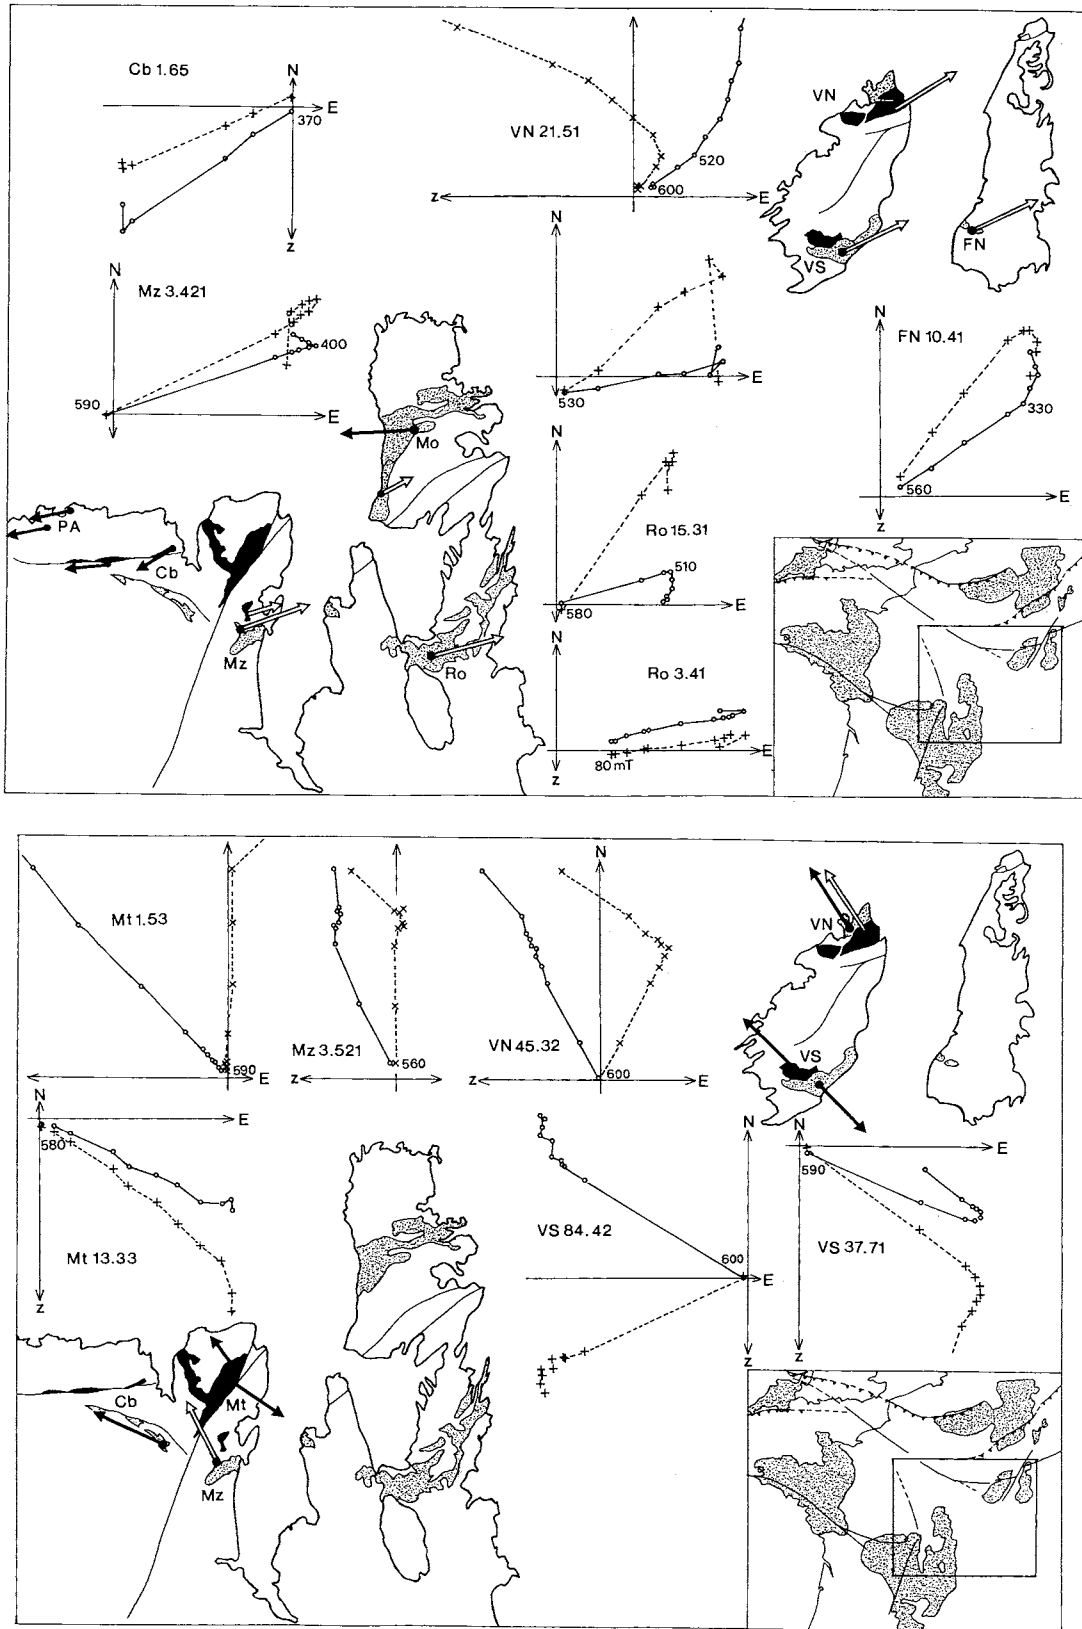 Cb 1.65
N
E
370
z
VN 21.51
520
600
z
E
VN
VS
FN
N
Mz 3.421
400
590
E
N
E
530
z
N
FN 10.41
330
560
E
z
Mo
PA
Cb
Mz
Ro
N
Ro 15.31
510
580
E
z
Ro 3.41
80 mT
E
z
Mt 1.53
590
E
Mz 3.521
560
z
N
VN 45.32
600
z
E
VN
VS
N
E
580
Mt 13.33
z
N
VS 84.42
600
E
z
N
E
590
VS 37.71
z
Cb
Mt
Mz